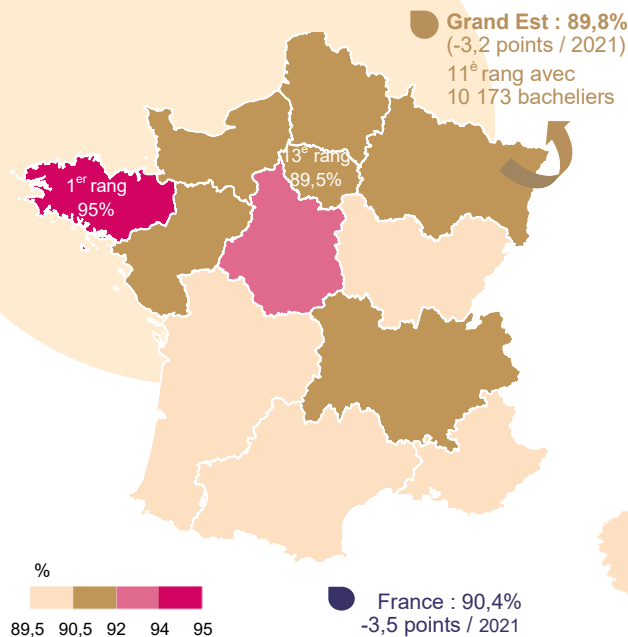 Grand Est : 89,8%
(-3,2 points / 2021)
11è rang avec
10 173 bacheliers
13e rang
89,5%
1er rang
95%
%
89,5 90,5 92 94 95
France : 90,4%
-3,5 points / 2021